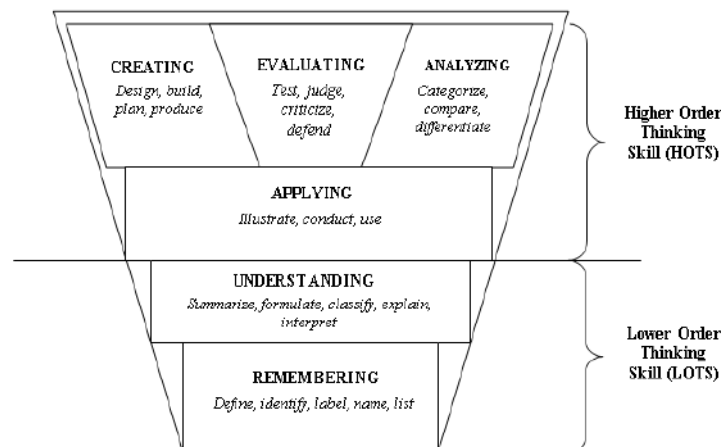 CREATING
Design, build,
plan, produce
EVALUATING
Test, judge,
criticize,
defend
ANALYZING
Categorize,
compare,
differentiate
Higher Order
Thinking
Skill (HOTS)
APPLYING
Illustrate, conduct, use
UNDERSTANDING
Summarize, formulate, classify, explain,
interpret
Lower Order
Thinking
Skill (LOTS)
REMEMBERING
Define, identify, label, name, list